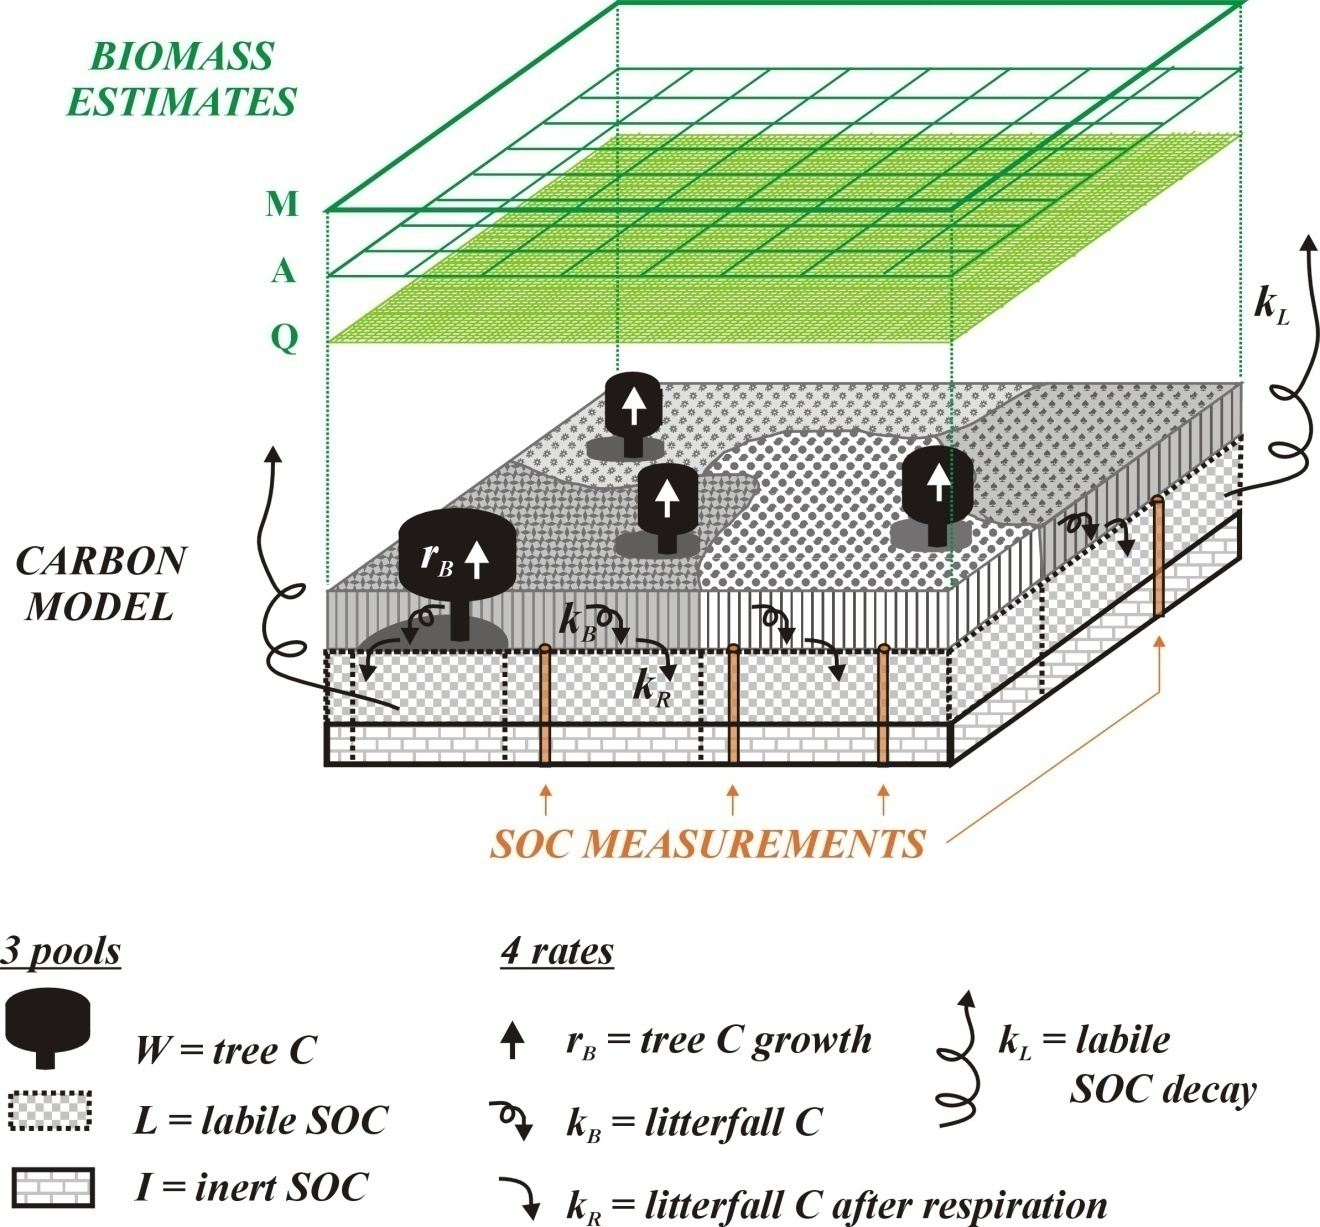 BIOMASS
ESTIMATES
M
A
Q
k_L
CARBON
MODEL
r_B
k_B
k_R
SOC MEASUREMENTS
3 pools
4 rates
W = tree C
L = labile SOC
I = inert SOC
r_B = tree C growth
k_B = litterfall C
k_R = litterfall C after respiration
k_L = labile
SOC decay